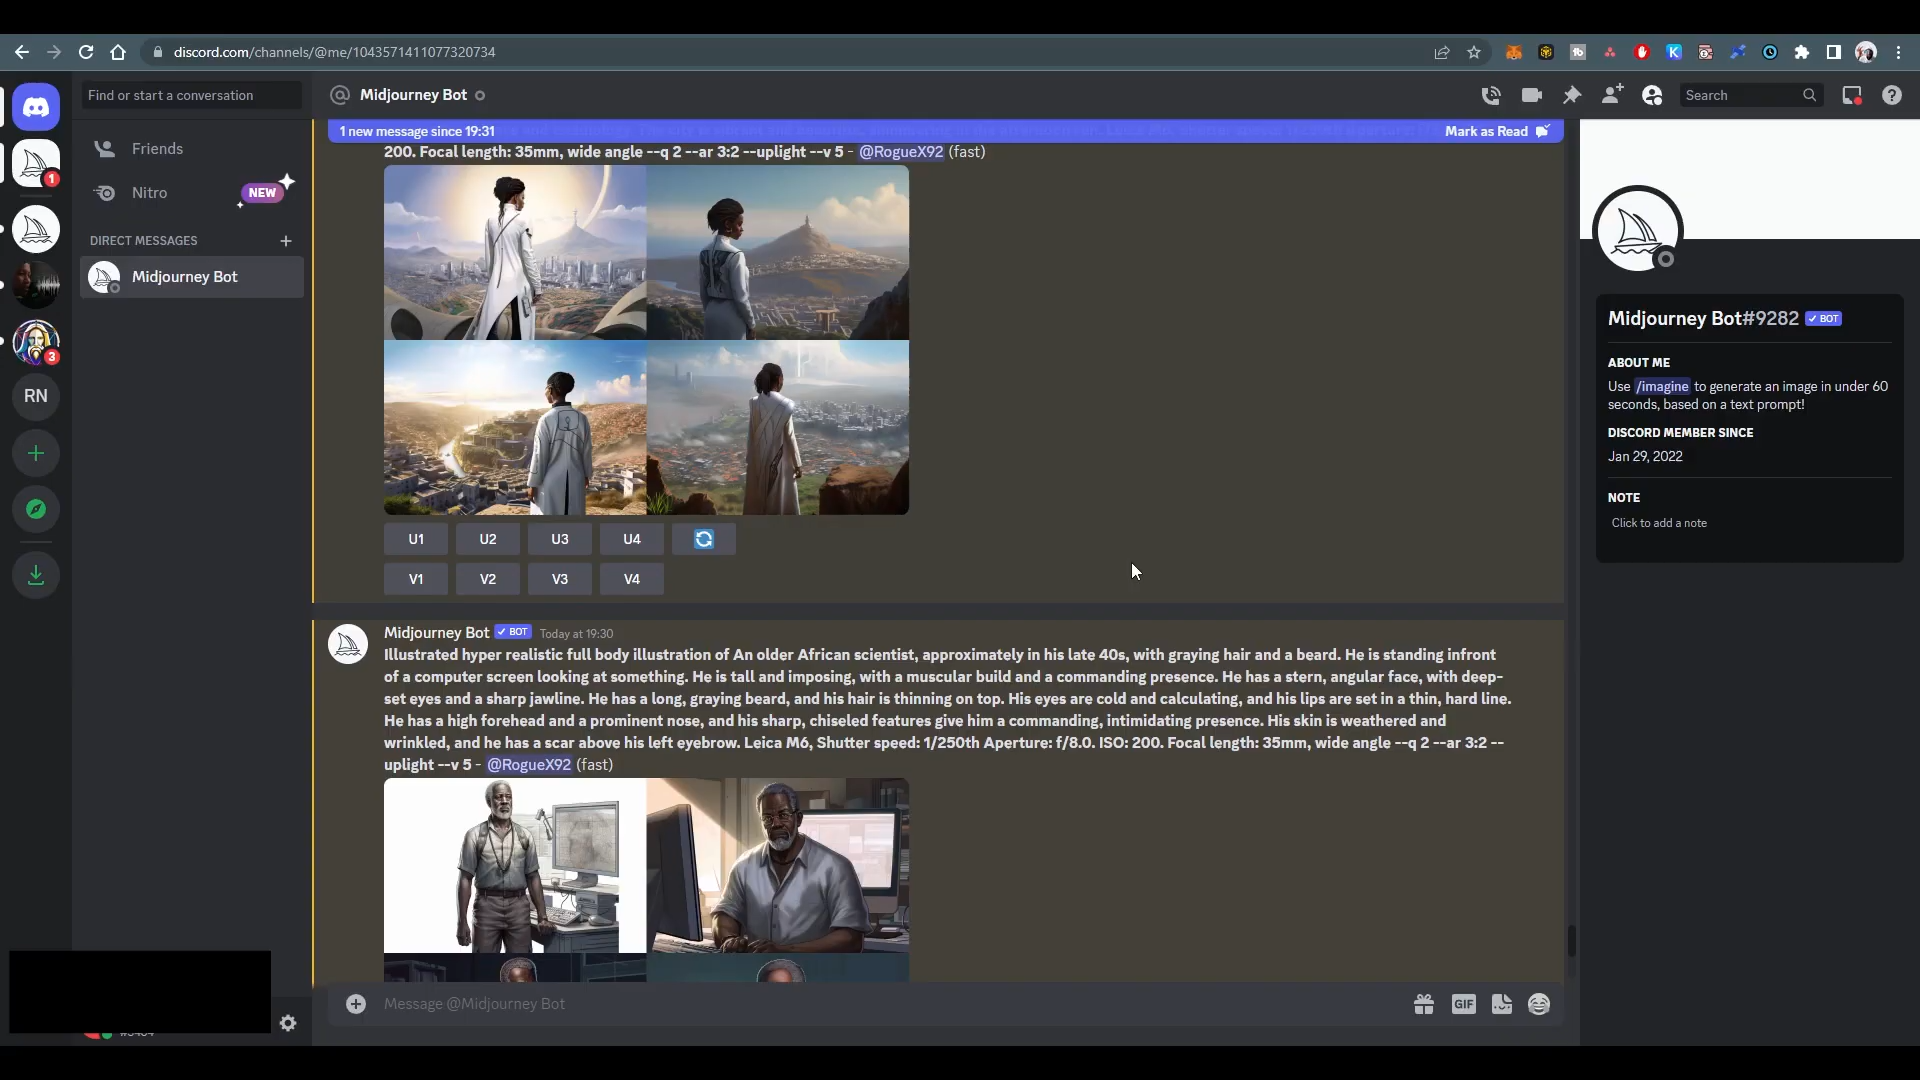 discord.com/channels/@me/1043571411077320734
Find or start a conversation
Midjourney Bot
Search
1 new message since 19:31
Mark as Read
Friends
Nitro
NEW
DIRECT MESSAGES
Midjourney Bot
1
3
RN
200. Focal length: 35mm, wide angle --q 2 --ar 3:2 --uplight --v 5 - @RogueX92 (fast)
U1 U2 U3 U4
V1 V2 V3 V4
Midjourney Bot BOT Today at 19:30
Illustrated hyper realistic full body illustration of An older African scientist, approximately in his late 40s, with graying hair and a beard. He is standing infront
of a computer screen looking at something. He is tall and imposing, with a muscular build and a commanding presence. He has a stern, angular face, with deep-
set eyes and a sharp jawline. He has a long, graying beard, and his hair is thinning on top. His eyes are cold and calculating, and his lips are set in a thin, hard line.
He has a high forehead and a prominent nose, and his sharp, chiseled features give him a commanding, intimidating presence. His skin is weathered and
wrinkled, and he has a scar above his left eyebrow. Leica M6, Shutter speed: 1/250th Aperture: f/8.0. ISO: 200. Focal length: 35mm, wide angle --q 2 --ar 3:2 --
uplight --v 5 - @RogueX92 (fast)
Message @Midjourney Bot
GIF
Midjourney Bot#9282 BOT
ABOUT ME
Use /imagine to generate an image in under 60
seconds, based on a text prompt!
DISCORD MEMBER SINCE
Jan 29, 2022
NOTE
Click to add a note